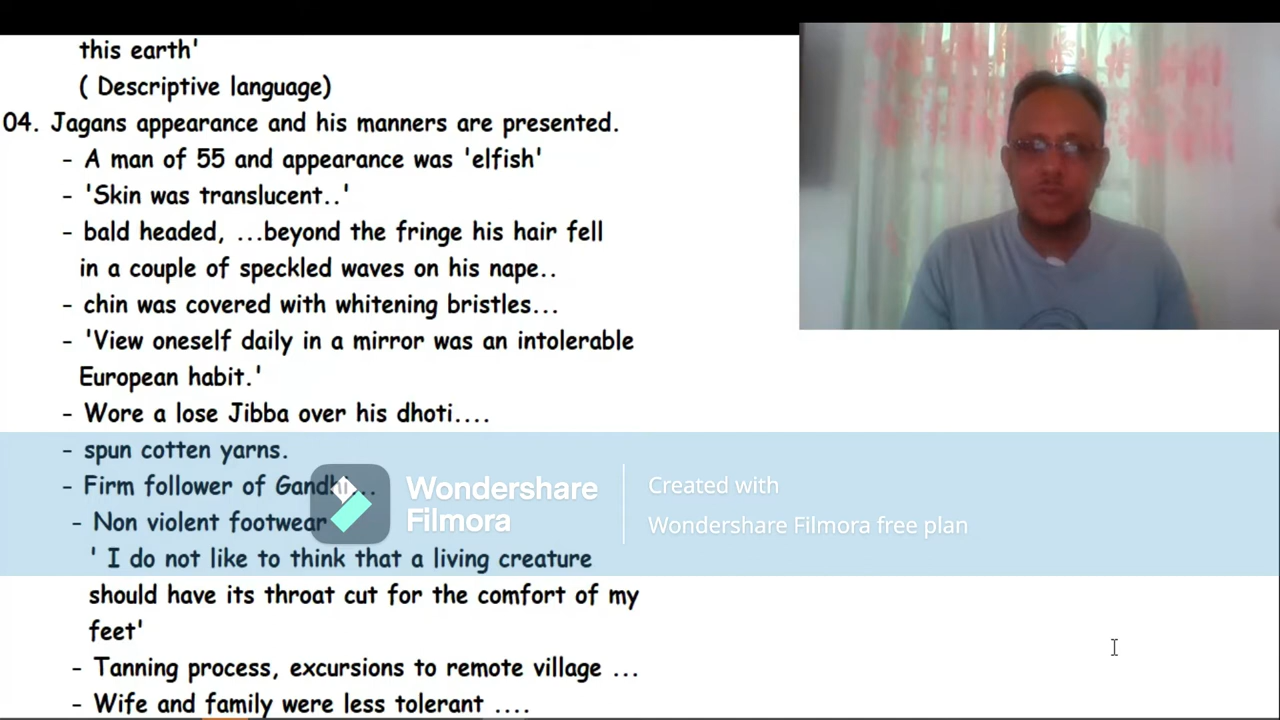 this earth'
( Descriptive language)
04. Jagans appearance and his manners are presented.
- A man of 55 and appearance was 'elfish'
- 'Skin was translucent..'
- bald headed, ...beyond the fringe his hair fell
in a couple of speckled waves on his nape..
- chin was covered with whitening bristles...
- 'View oneself daily in a mirror was an intolerable
European habit.'
- Wore a lose Jibba over his dhoti....
- spun cotten yarns.
- Firm follower of Gandhi...
- Non violent footwear
' I do not like to think that a living creature
should have its throat cut for the comfort of my
feet'
- Tanning process, excursions to remote village ...
- Wife and family were less tolerant ....
Wondershare
Filmora
Created with
Wondershare Filmora free plan